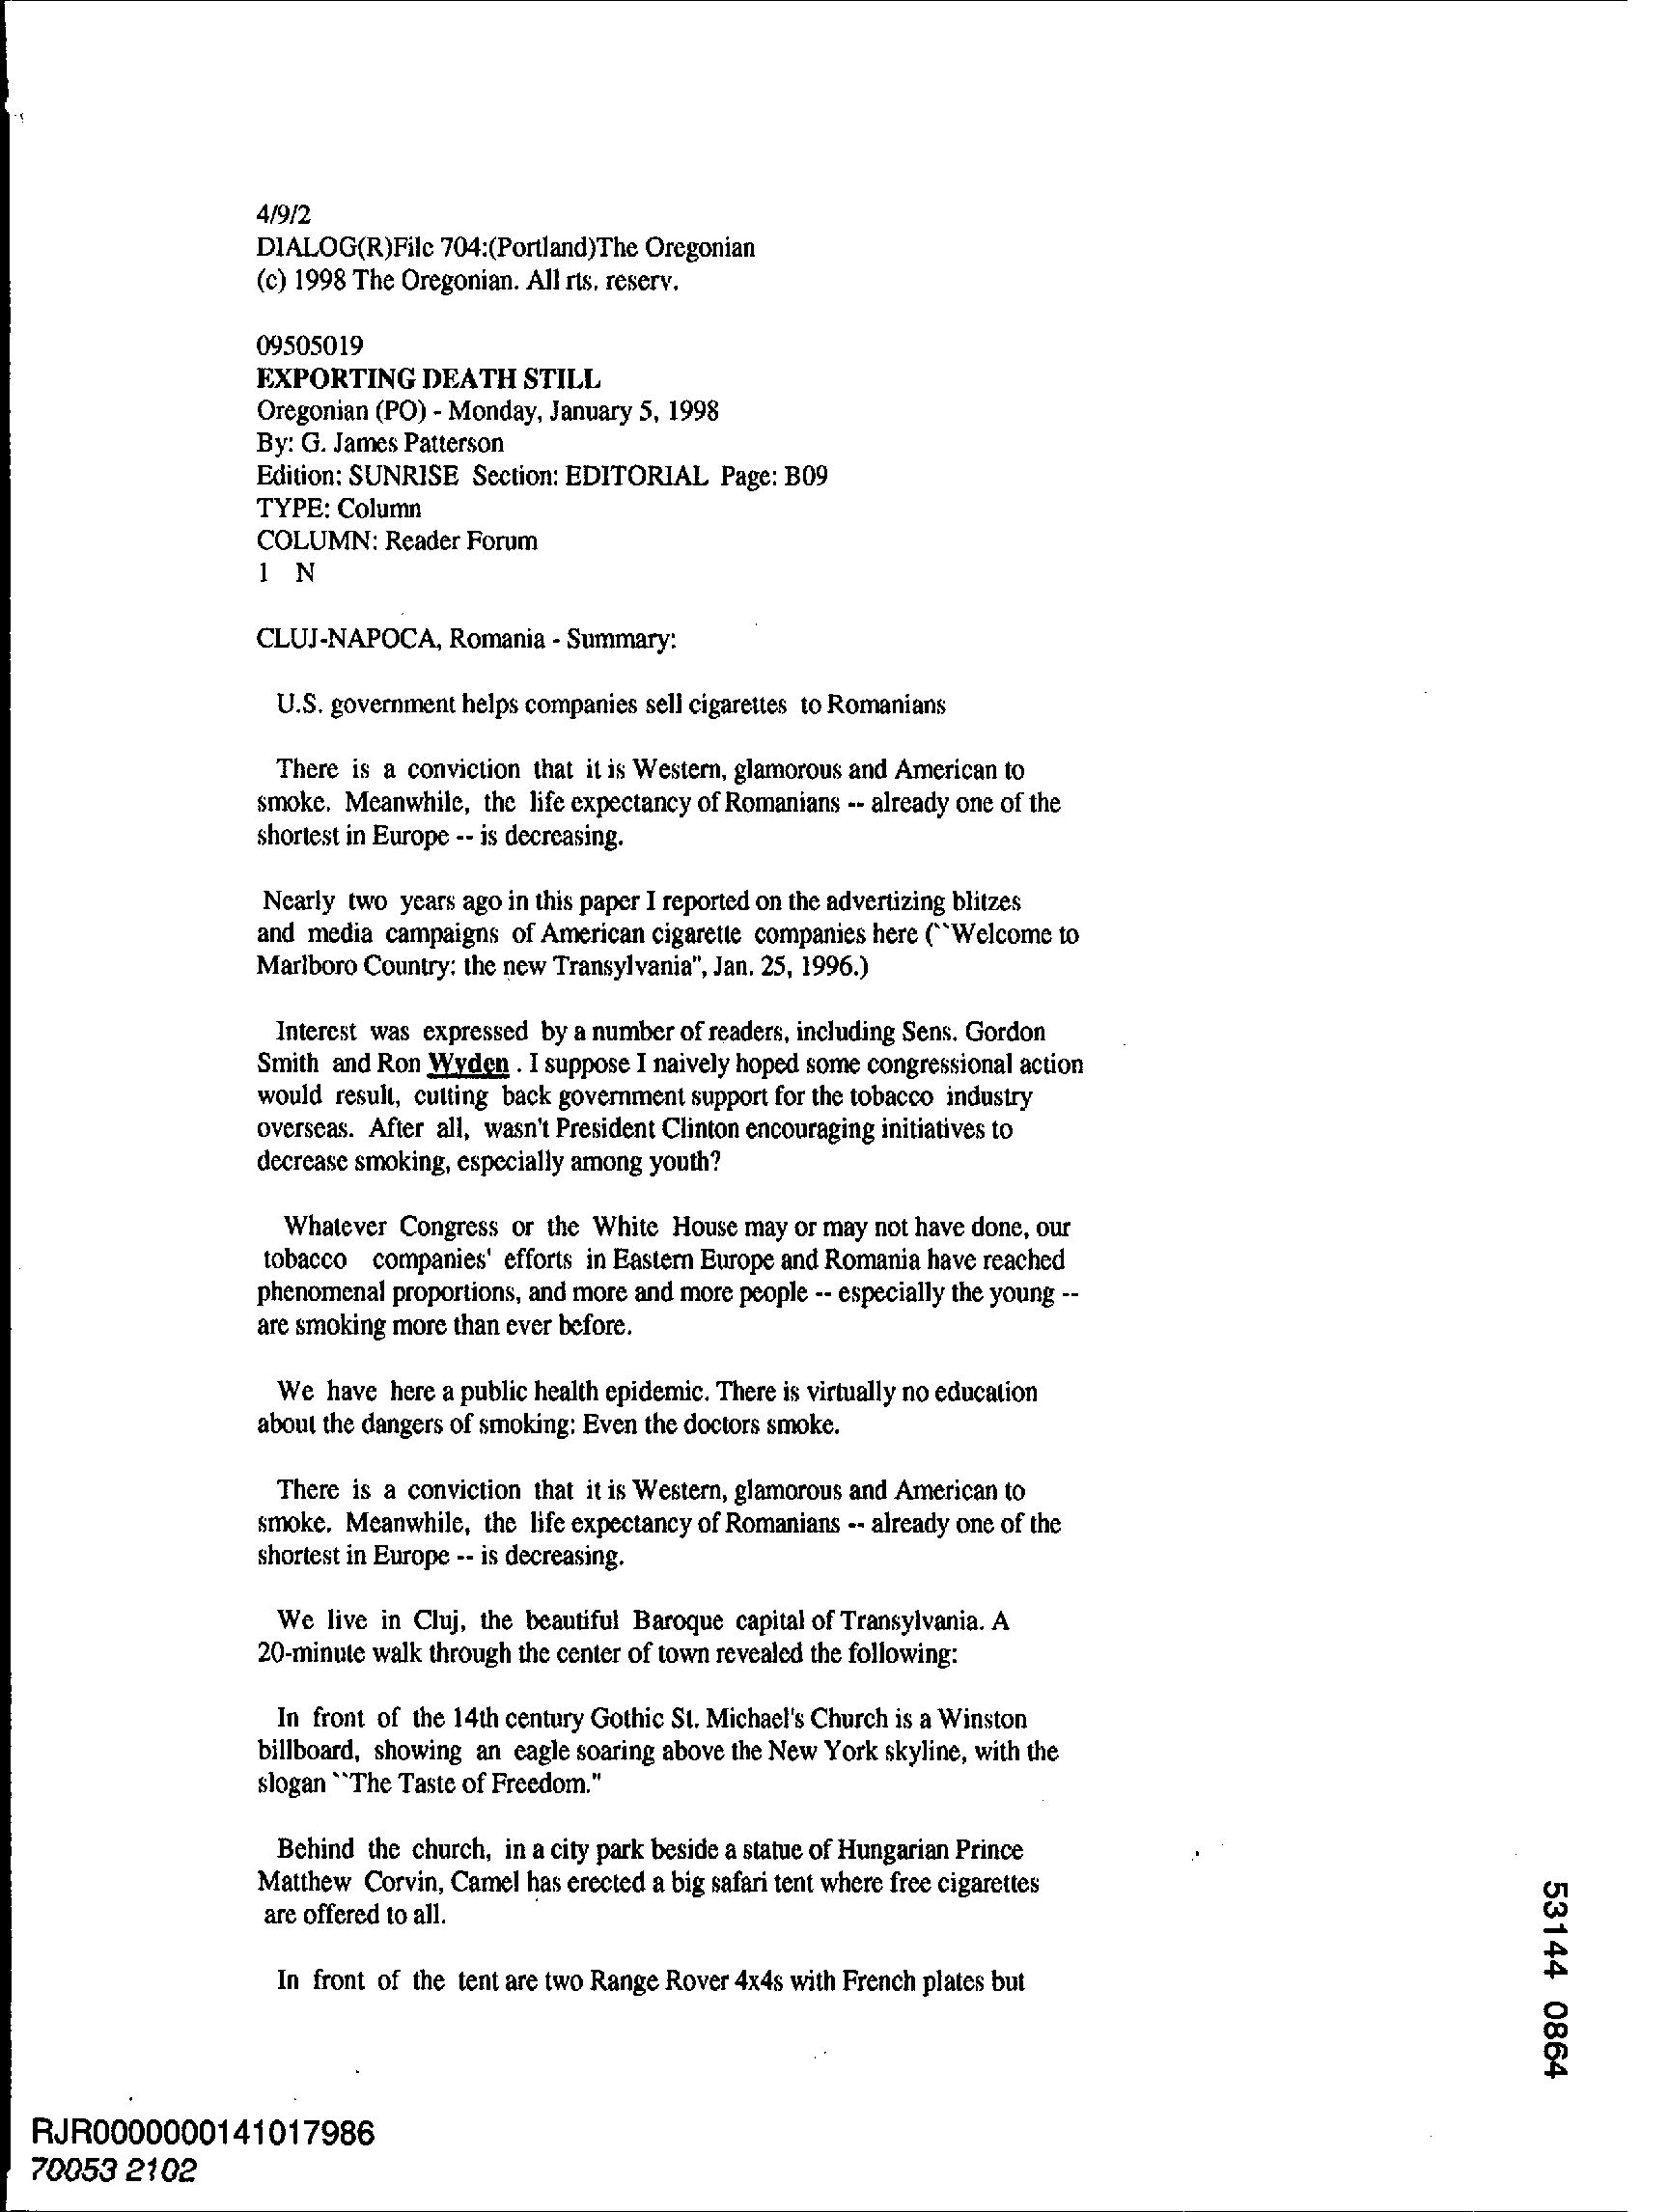 4/9/2
DIALOG(R)File 704:(Portland)The Oregonian
(c) 1998 The Oregonian. All rts. reserv.
09505019
EXPORTING DEATH STILL
Oregonian (PO) - Monday, January 5, 1998
By: G. James Patterson
Edition: SUNRISE Section: EDITORIAL Page: B09
TYPE: Column
COLUMN: Reader Forum
1 N
CLUJ-NAPOCA, Romania - Summary:
U.S. government helps companies sell cigarettes to Romanians
There is a conviction that it is Western, glamorous and American to
smoke. Meanwhile, the life expectancy of Romanians -- already one of the
shortest in Europe -- is decreasing.
Nearly two years ago in this paper I reported on the advertizing blitzes
and media campaigns of American cigarette companies here (``Welcome to
Marlboro Country: the new Transylvania", Jan. 25, 1996.)
Interest was expressed by a number of readers, including Sens. Gordon
Smith and Ron Wyden . I suppose I naively hoped some congressional action
would result, cutting back government support for the tobacco industry
overseas. After all, wasn't President Clinton encouraging initiatives to
decrease smoking, especially among youth?
Whatever Congress or the White House may or may not have done, our
tobacco companies' efforts in Eastern Europe and Romania have reached
phenomenal proportions, and more and more people -- especially the young --
are smoking more than ever before.
We have here a public health epidemic. There is virtually no education
about the dangers of smoking: Even the doctors smoke.
There is a conviction that it is Western, glamorous and American to
smoke. Meanwhile, the life expectancy of Romanians -- already one of the
shortest in Europe -- is decreasing.
We live in Cluj, the beautiful Baroque capital of Transylvania. A
20-minute walk through the center of town revealed the following:
In front of the 14th century Gothic St. Michael's Church is a Winston
billboard, showing an eagle soaring above the New York skyline, with the
slogan ``The Taste of Freedom."
Behind the church, in a city park beside a statue of Hungarian Prince
Matthew Corvin, Camel has erected a big safari tent where free cigarettes
are offered to all.
In front of the tent are two Range Rover 4x4s with French plates but
53144 0864
RJR0000000141017986
70053 2102